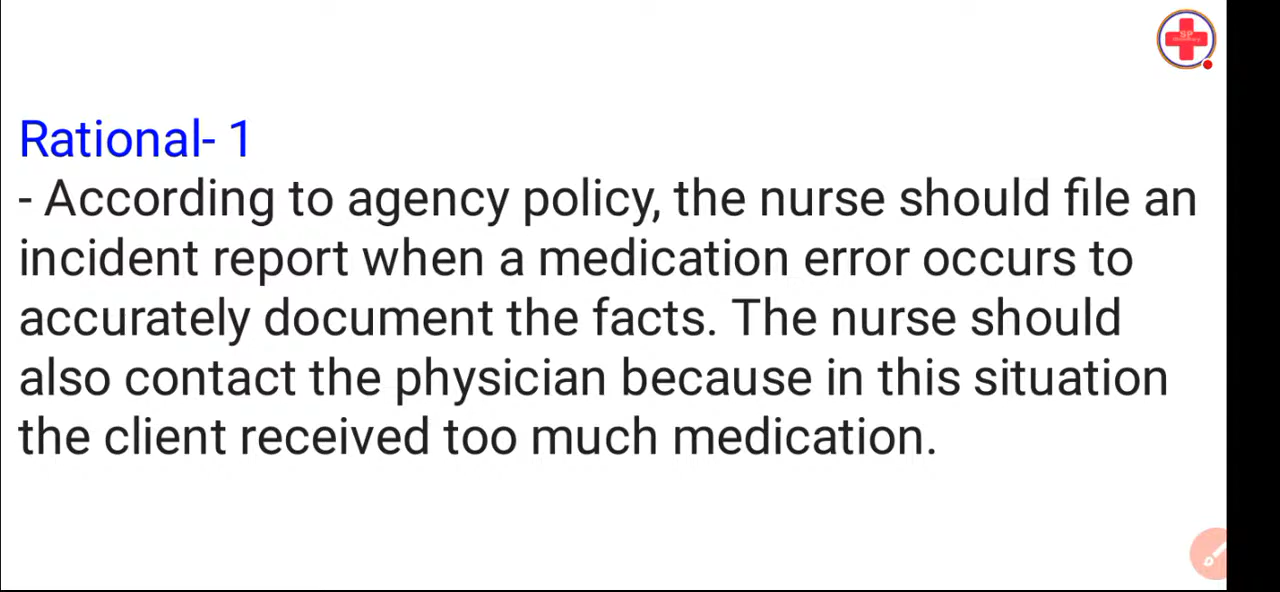 SP
Rational- 1
- According to agency policy, the nurse should file an
incident report when a medication error occurs to
accurately document the facts. The nurse should
also contact the physician because in this situation
the client received too much medication.